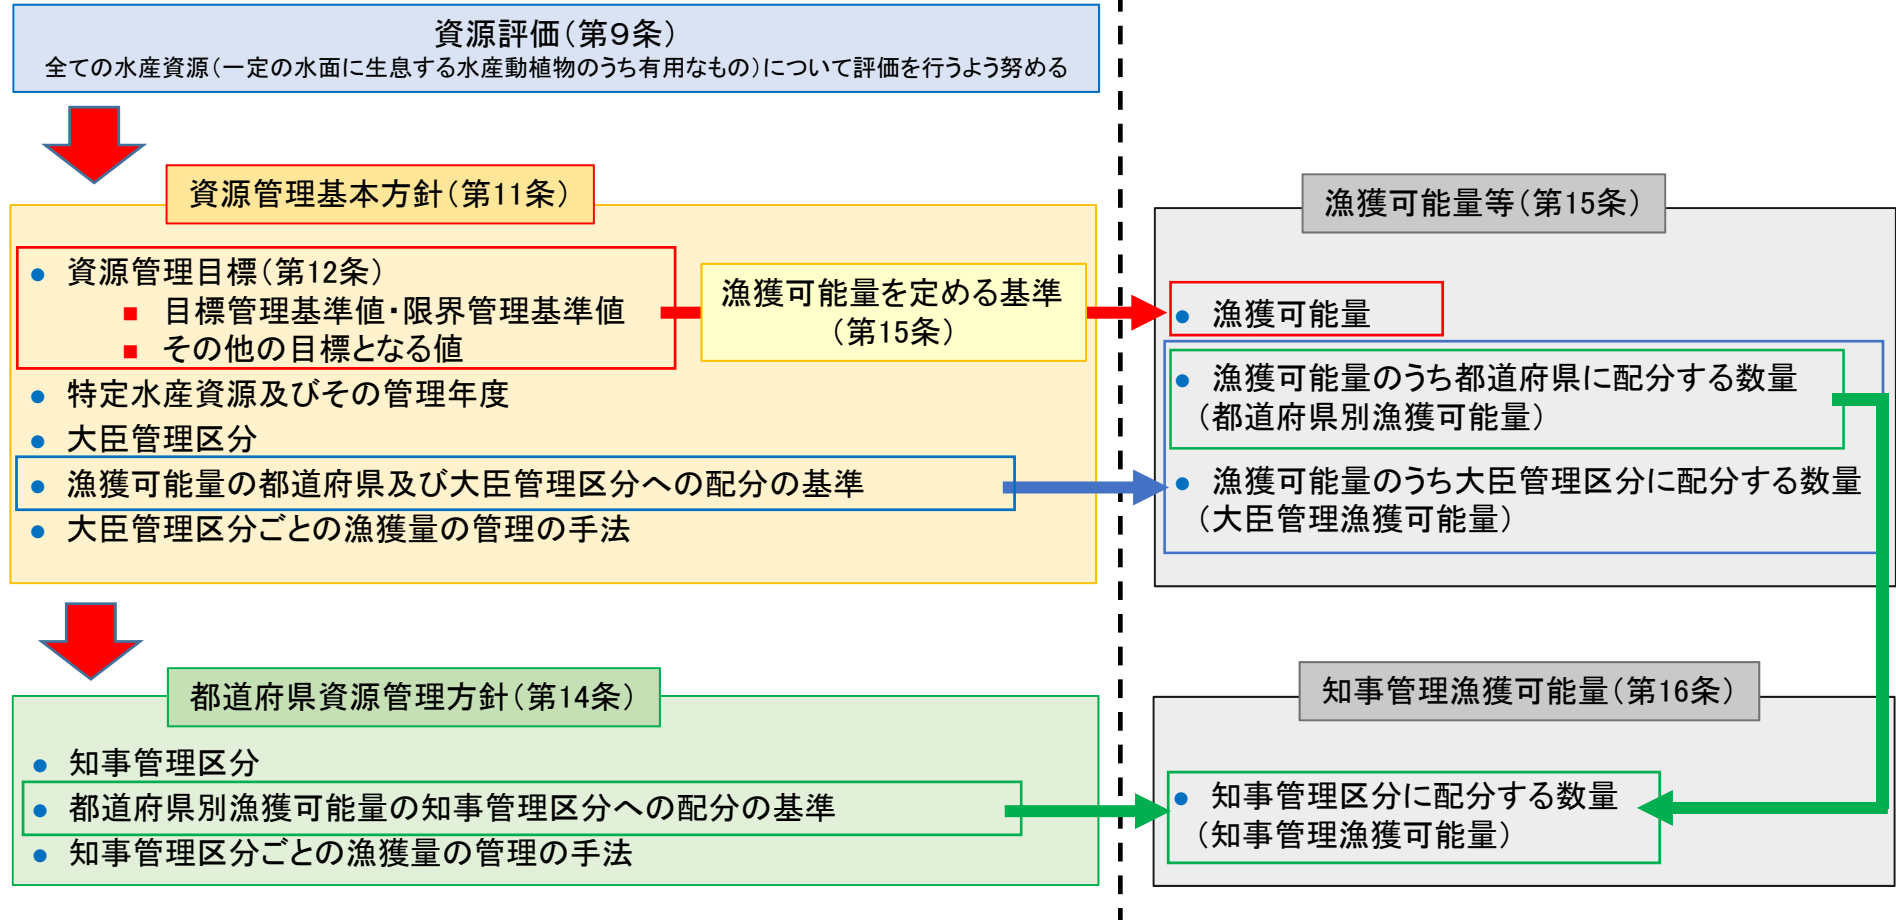 資源評価(第9条)
全ての水産資源(一定の水面に生息する水産動植物のうち有用なもの)について評価を行うよう努める
資源管理基本方針(第11条)
● 資源管理目標(第12条)
■ 目標管理基準値・限界管理基準値
■ その他の目標となる値
漁獲可能量を定める基準
(第15条)
● 特定水産資源及びその管理年度
● 大臣管理区分
● 漁獲可能量の都道府県及び大臣管理区分への配分の基準
● 大臣管理区分ごとの漁獲量の管理の手法
漁獲可能量等(第15条)
● 漁獲可能量
● 漁獲可能量のうち都道府県に配分する数量
(都道府県別漁獲可能量)
● 漁獲可能量のうち大臣管理区分に配分する数量
(大臣管理漁獲可能量)
都道府県資源管理方針(第14条)
● 知事管理区分
● 都道府県別漁獲可能量の知事管理区分への配分の基準
● 知事管理区分ごとの漁獲量の管理の手法
知事管理漁獲可能量(第16条)
● 知事管理区分に配分する数量
(知事管理漁獲可能量)